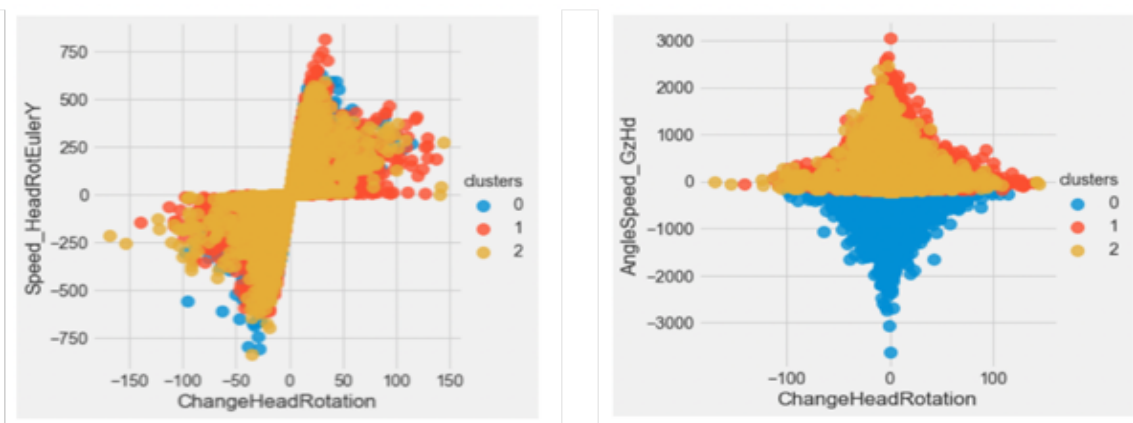 Speed_HeadRotEulerY
750
500
250
0
−250
−500
−750
−150 −100 −50 0 50 100 150
ChangeHeadRotation
clusters
0
1
2
AngleSpeed_GzHd
3000
2000
1000
0
−1000
−2000
−3000
−100 0 100
ChangeHeadRotation
clusters
0
1
2